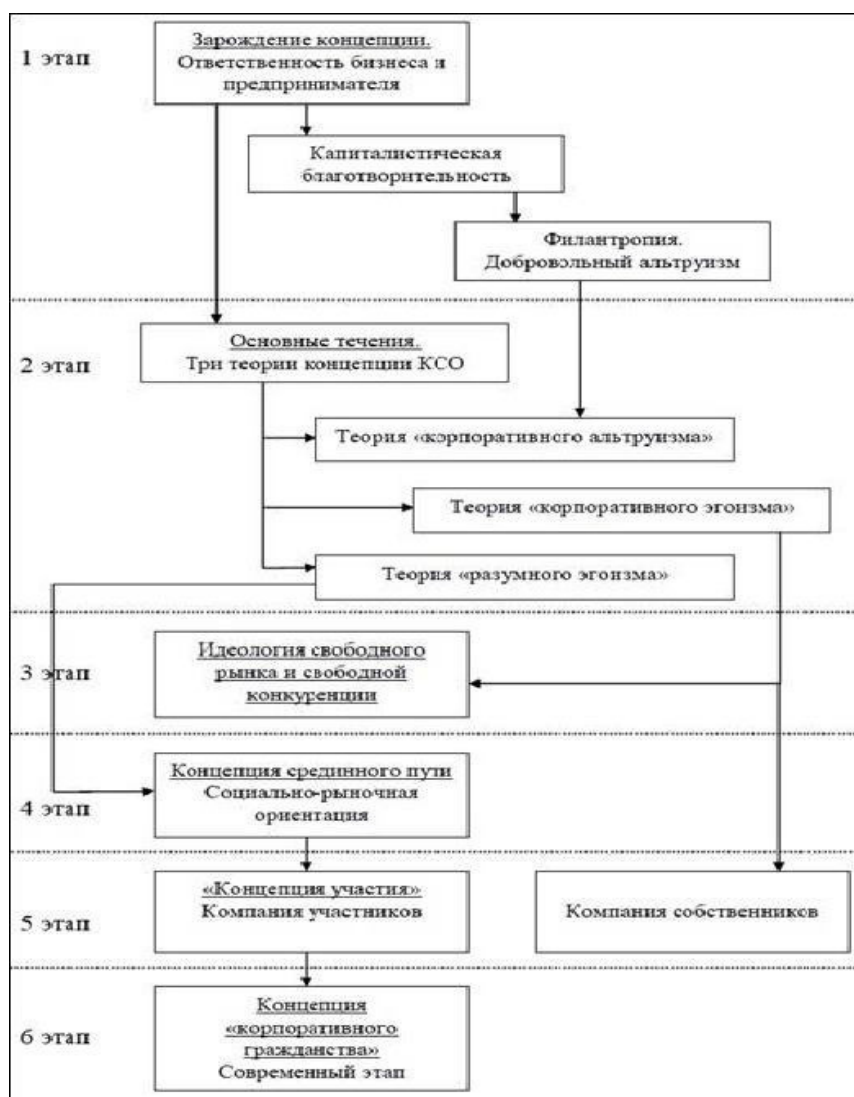 1 этап
Зарождение концепции.
Ответственность бизнеса и
предпринимателя
Капиталистическая
благотворительность
Филантропия.
Добровольный альтруизм
2 этап
Основные течения.
Три теории концепции КСО
Теория «корпоративного альтруизма»
Теория «корпоративного эгоизма»
Теория «разумного эгоизма»
3 этап
Идеология свободного
рынка и свободной
конкуренции
4 этап
Концепция срединного пути
Социально-рыночная
ориентация
5 этап
«Концепция участия»
Компания участников
Компания собственников
6 этап
Концепция
«корпоративного
гражданства»
Современный этап